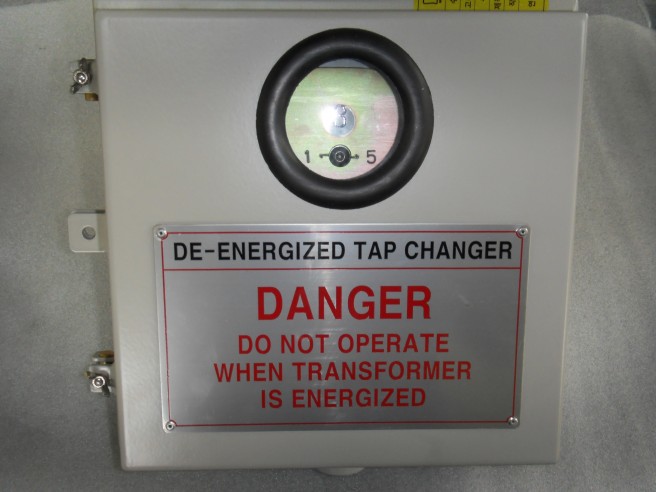 1 5
DE-ENERGIZED TAP CHANGER
DANGER
DO NOT OPERATE
WHEN TRANSFORMER
IS ENERGIZED